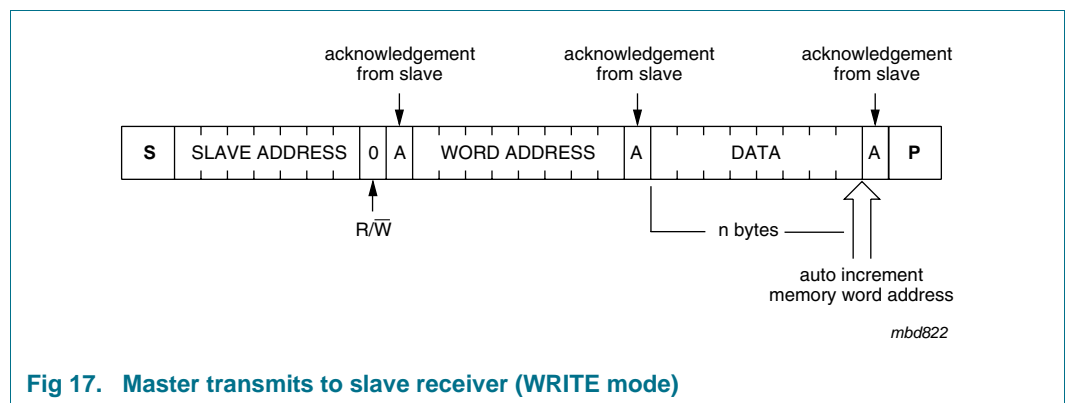 acknowledgement
from slave
acknowledgement
from slave
acknowledgement
from slave
S SLAVE ADDRESS 0 A WORD ADDRESS A DATA A P
R/W̅
n bytes
auto increment
memory word address
mbd822
Fig 17. Master transmits to slave receiver (WRITE mode)